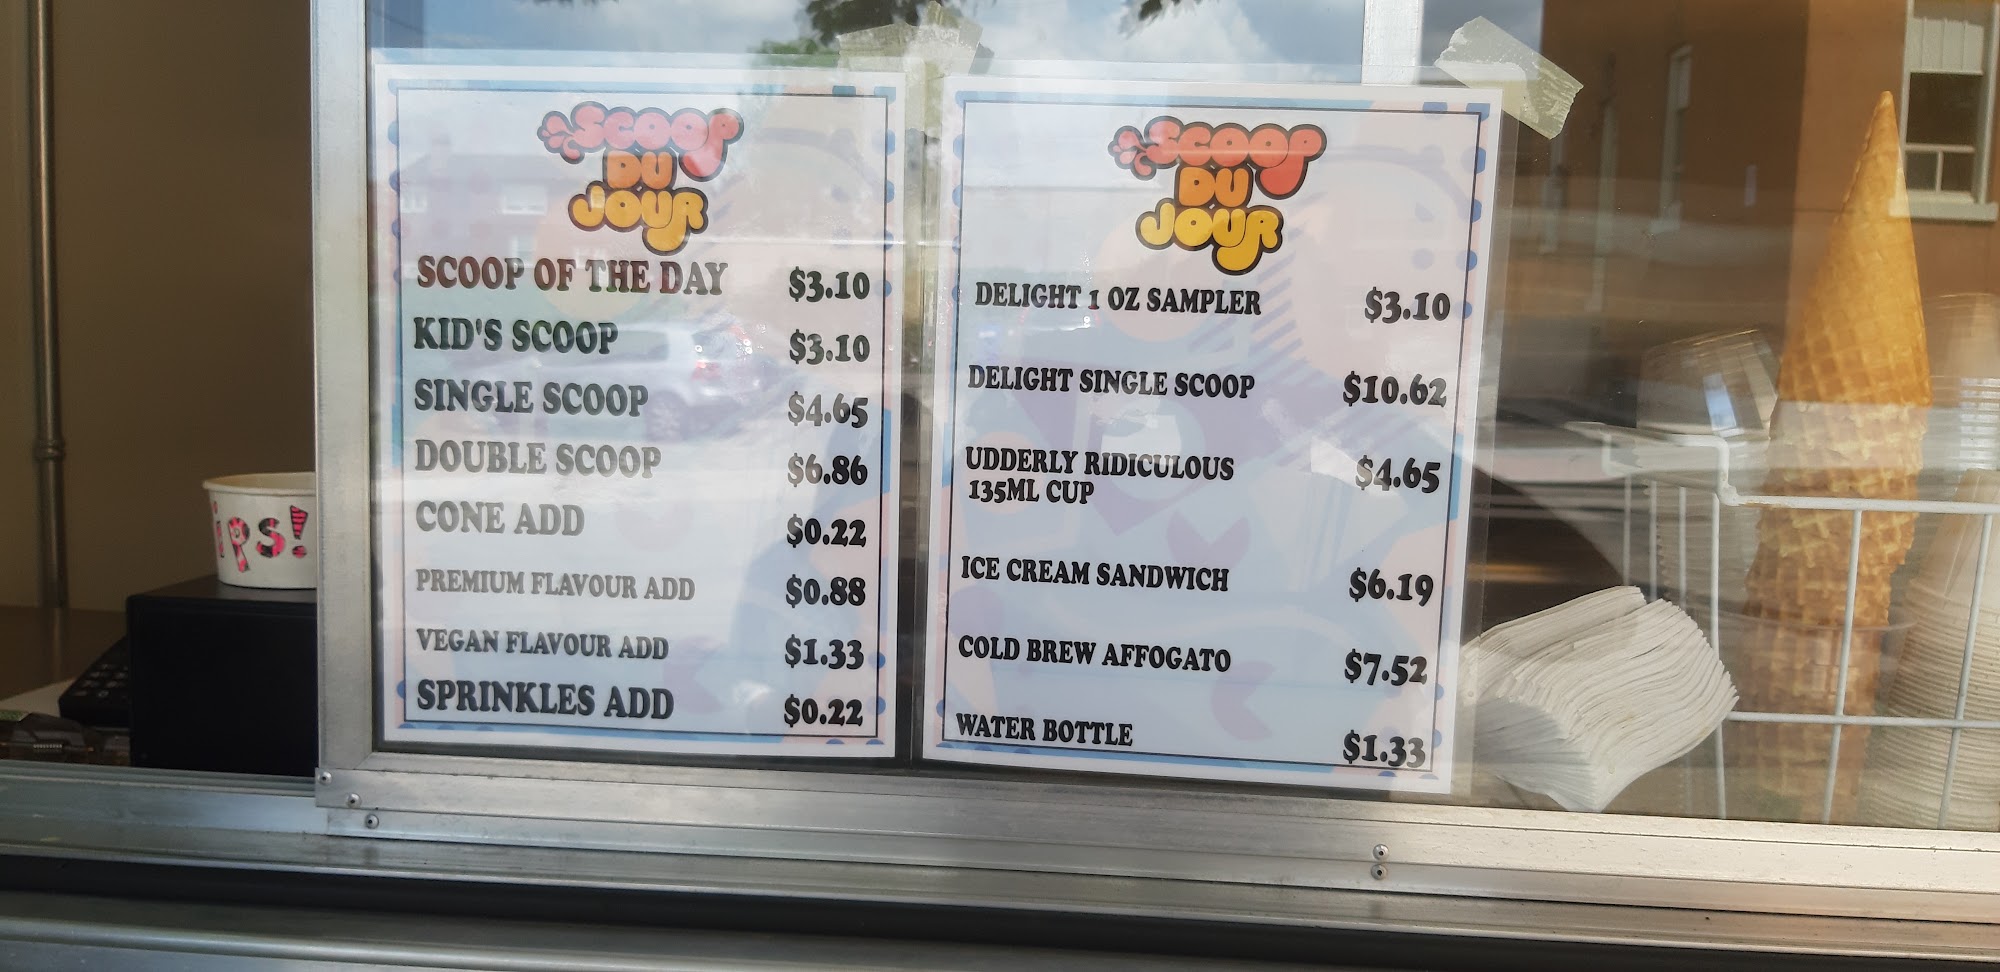 SCOOP
DU
JOUR
SCOOP OF THE DAY $3.10
KID'S SCOOP $3.10
SINGLE SCOOP $4.65
DOUBLE SCOOP $6.86
CONE ADD $0.22
PREMIUM FLAVOUR ADD $0.88
VEGAN FLAVOUR ADD $1.33
SPRINKLES ADD $0.22
SCOOP
DU
JOUR
DELIGHT 1 OZ SAMPLER $3.10
DELIGHT SINGLE SCOOP $10.62
UDDERLY RIDICULOUS $4.65
135ML CUP
ICE CREAM SANDWICH $6.19
COLD BREW AFFOGATO $7.52
WATER BOTTLE $1.33
ips!